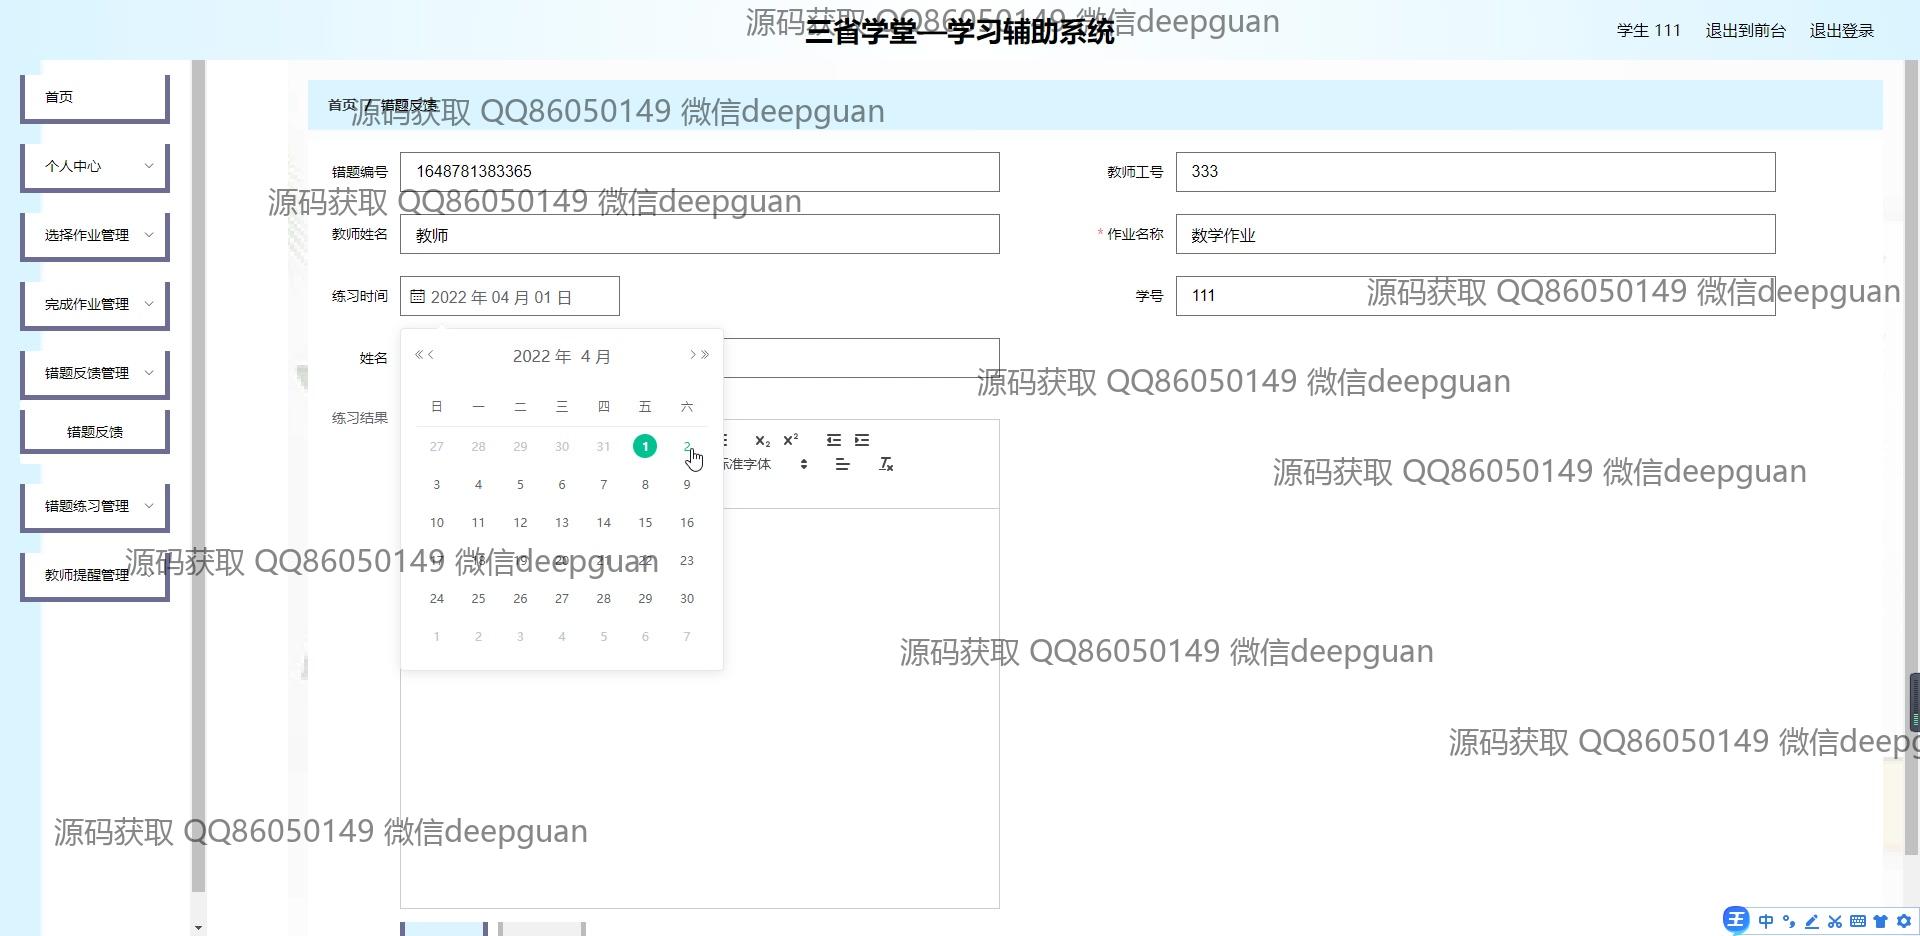 三省学堂—学习辅助系统
源码获取 QQ86050149 微信deepguan
学生 111 退出到前台 退出登录
首页
个人中心
选择作业管理
完成作业管理
错题反馈管理
错题反馈
错题练习管理
教师提醒管理
首页 / 错题反馈
源码获取 QQ86050149 微信deepguan
错题编号 1648781383365
教师工号 333
源码获取 QQ86050149 微信deepguan
教师姓名 教师
* 作业名称 数学作业
练习时间 2022 年 04 月 01 日
学号 111
源码获取 QQ86050149 微信deepguan
姓名
2022 年 4 月
源码获取 QQ86050149 微信deepguan
练习结果
日 一 二 三 四 五 六
27 28 29 30 31 1 2
3 4 5 6 7 8 9
10 11 12 13 14 15 16
17 18 19 20 21 22 23
24 25 26 27 28 29 30
1 2 3 4 5 6 7
X₂ X²
标准字体
源码获取 QQ86050149 微信deepguan
源码获取 QQ86050149 微信deepguan
源码获取 QQ86050149 微信deepguan
源码获取 QQ86050149 微信deepg
源码获取 QQ86050149 微信deepguan
王 中